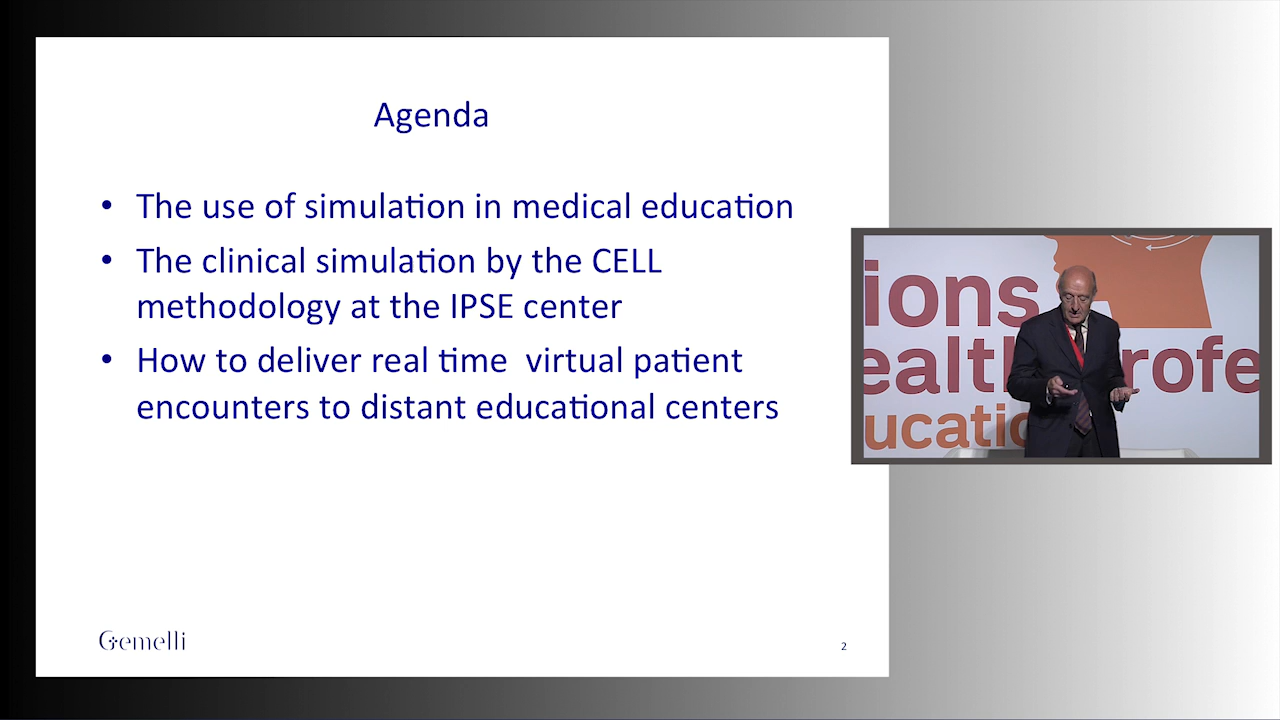 Agenda
• The use of simulation in medical education
• The clinical simulation by the CELL
methodology at the IPSE center
• How to deliver real time  virtual patient
encounters to distant educational centers
Gemelli
2
ions
ealth rofe
ucatio